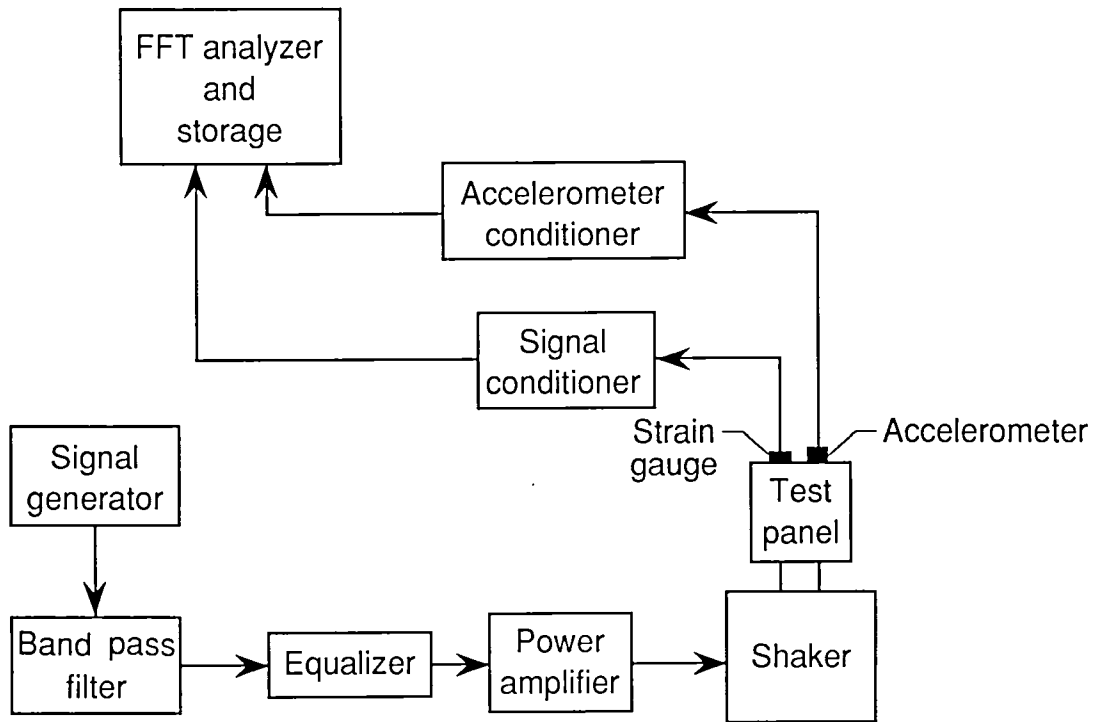 FFT analyzer
and
storage
Accelerometer
conditioner
Signal
conditioner
Strain
gauge
Accelerometer
Signal
generator
Test
panel
Band pass
filter
Equalizer
Power
amplifier
Shaker